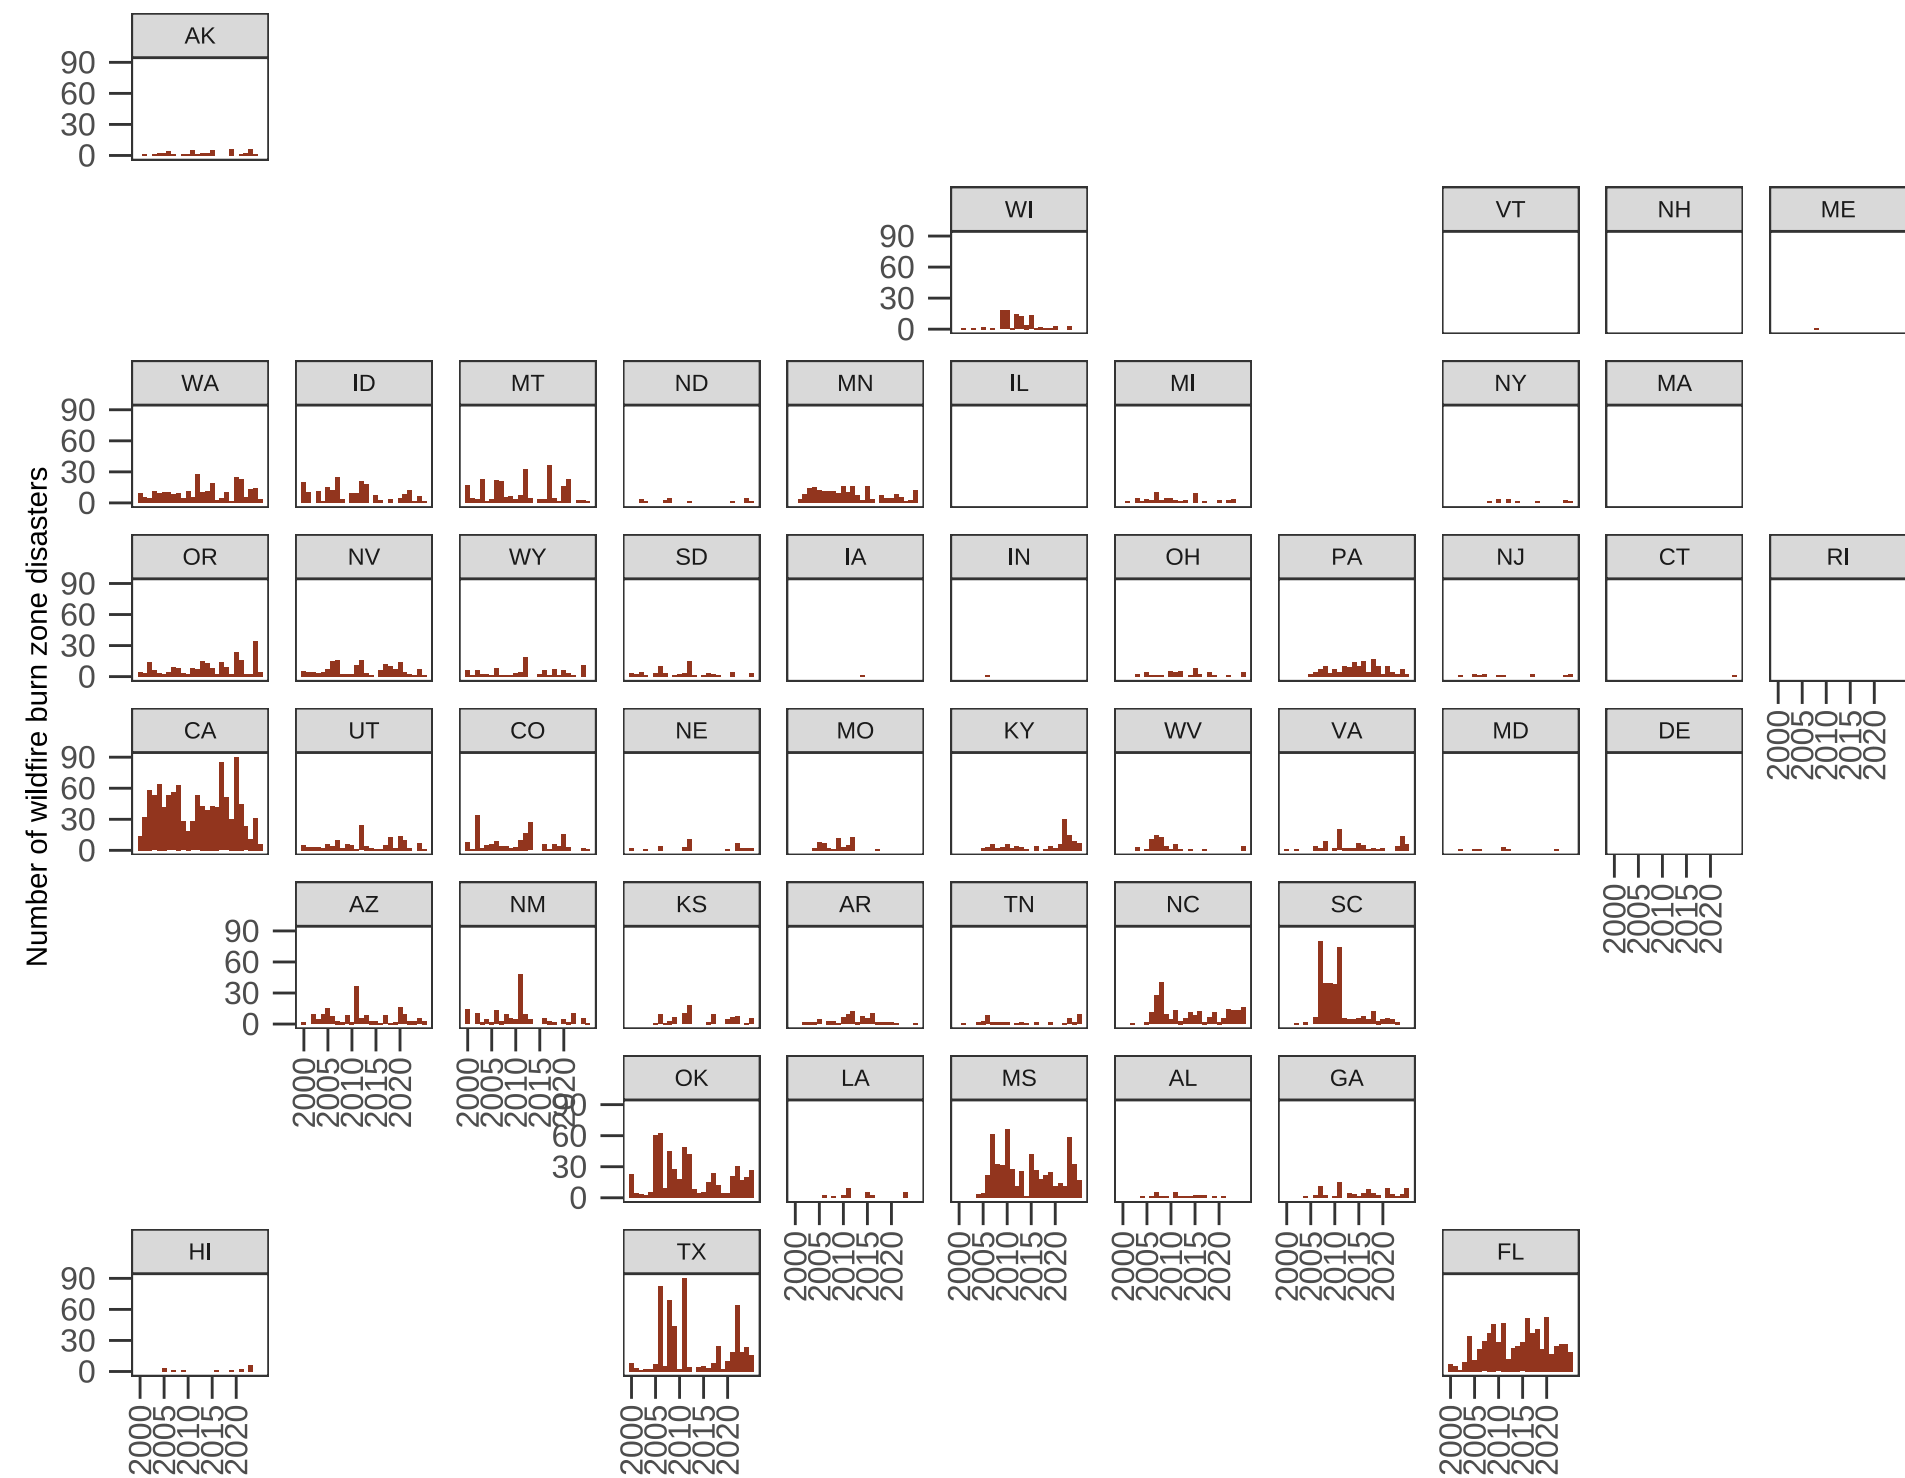 AK
90
60
30
0
WI VT NH ME
90
60
30
0
WA ID MT ND MN IL MI NY MA
90
60
30
0
Number of wildfire burn zone disasters
OR NV WY SD IA IN OH PA NJ CT RI
90
60
30
0
2000 2005 2010 2015 2020
CA UT CO NE MO KY WV VA MD DE
90
60
30
0
2000 2005 2010 2015 2020
AZ NM KS AR TN NC SC
90
60
30
0
2000 2005 2010 2015 2020
2000 2005 2010 2015 2020
OK LA MS AL GA
90
60
30
0
2000 2005 2010 2015 2020
2000 2005 2010 2015 2020
2000 2005 2010 2015 2020
2000 2005 2010 2015 2020
HI TX FL
90
60
30
0
2000 2005 2010 2015 2020
2000 2005 2010 2015 2020
2000 2005 2010 2015 2020